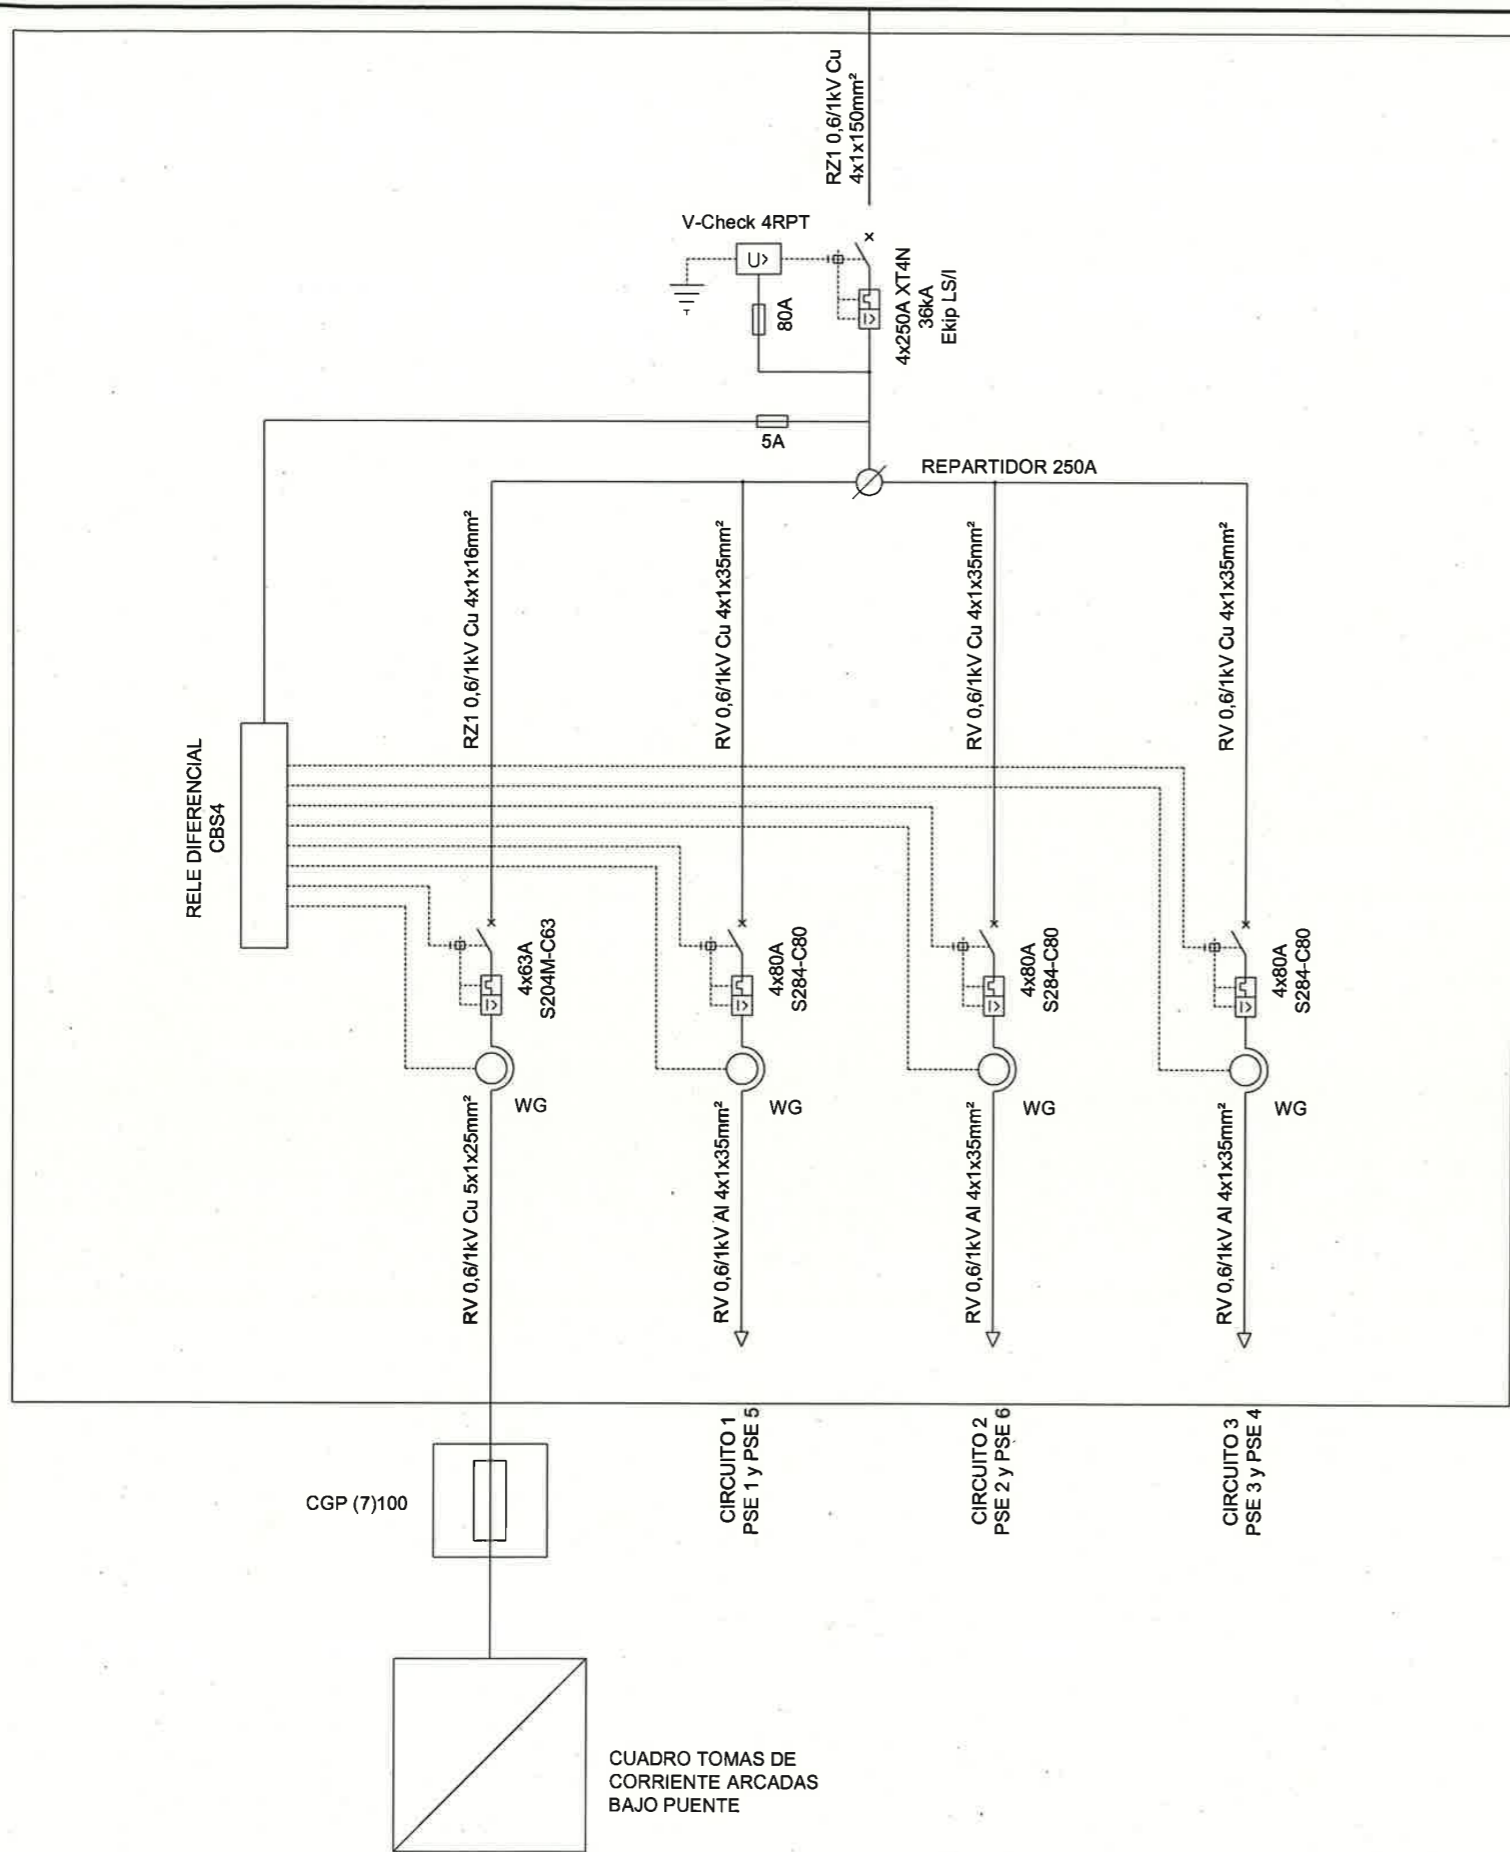 RZ1 0,6/1kV Cu
4x1x150mm²
V-Check 4RPT
U>
80A
4x250A XT4N
36kA
Ekip LS/I
5A
REPARTIDOR 250A
RZ1 0,6/1kV Cu 4x1x16mm²
RV 0,6/1kV Cu 4x1x35mm²
RV 0,6/1kV Cu 4x1x35mm²
RV 0,6/1kV Cu 4x1x35mm²
RELE DIFERENCIAL
CBS4
4x63A
S204M-C63
4x80A
S284-C80
4x80A
S284-C80
4x80A
S284-C80
WG
WG
WG
WG
RV 0,6/1kV Cu 5x1x25mm²
RV 0,6/1kV Al 4x1x35mm²
RV 0,6/1kV Al 4x1x35mm²
RV 0,6/1kV Al 4x1x35mm²
CGP (7)100
CIRCUITO 1
PSE 1 y PSE 5
CIRCUITO 2
PSE 2 y PSE 6
CIRCUITO 3
PSE 3 y PSE 4
CUADRO TOMAS DE
CORRIENTE ARCADAS
BAJO PUENTE